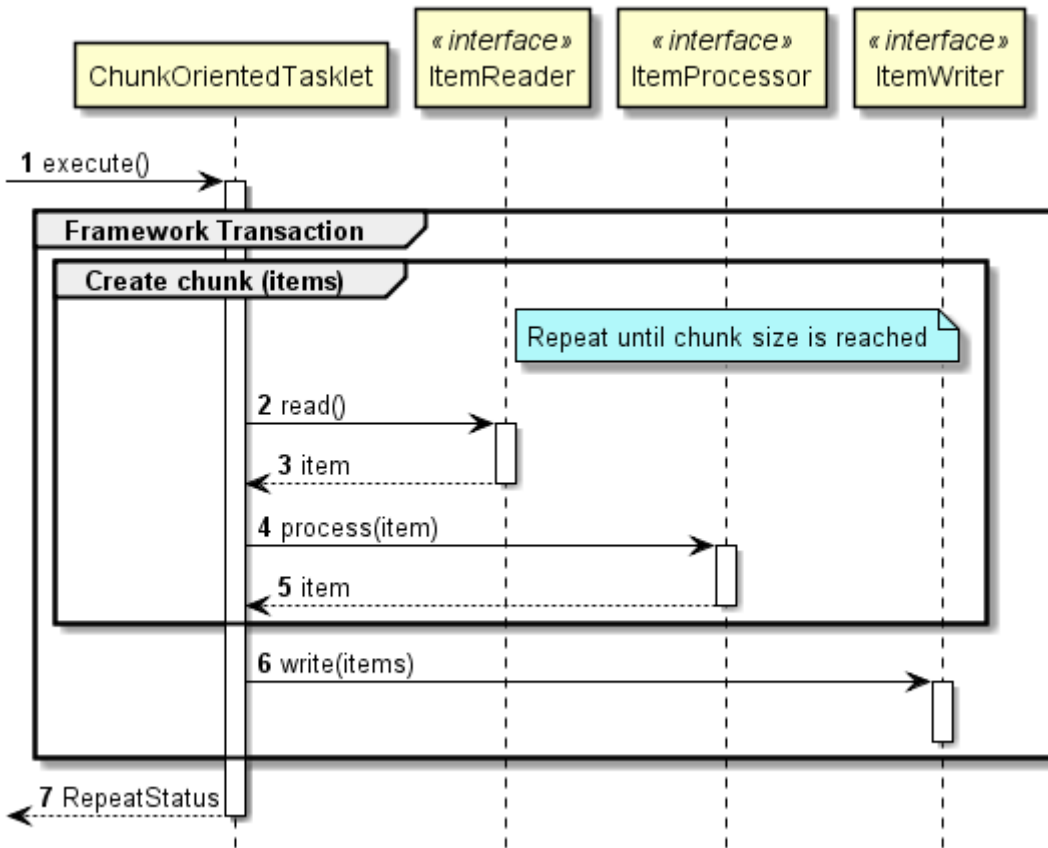 ChunkOrientedTasklet
«interface»
ItemReader
«interface»
ItemProcessor
«interface»
ItemWriter
1 execute()
Framework Transaction
Create chunk (items)
Repeat until chunk size is reached
2 read()
3 item
4 process(item)
5 item
6 write(items)
7 RepeatStatus